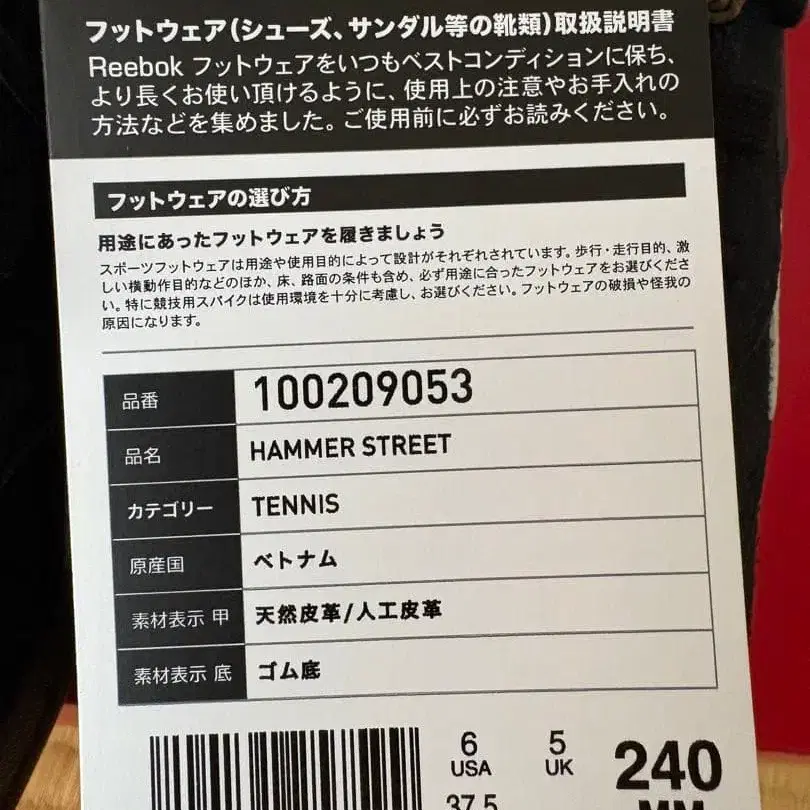 フットウェア(シューズ、サンダル等の靴類)取扱説明書
Reebok フットウェアをいつもベストコンディションに保ち、
より長くお使い頂けるように、使用上の注意やお手入れの
方法などを集めました。ご使用前に必ずお読みください。
フットウェアの選び方
用途にあったフットウェアを履きましょう
スポーツフットウェアは用途や使用目的によって設計がそれぞれされています。歩行・走行目的、激
しい横動作目的などのほか、床、路面の条件も含め、必ず用途に合ったフットウェアをお選びくださ
い。特に競技用スパイクは使用環境を十分に考慮し、お選びください。フットウェアの破損や怪我の
原因になります。
品番 100209053
品名 HAMMER STREET
カテゴリー TENNIS
原産国 ベトナム
素材表示 甲 天然皮革/人工皮革
素材表示 底 ゴム底
6 5 240
USA UK
37.5 MM